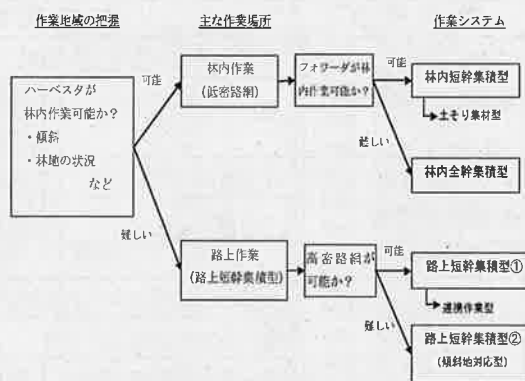 作業地域の把握
主な作業場所
作業システム
ハーベスタが
林内作業可能か？
・傾斜
・林地の状況
など
可能
林内作業
（低密路網）
フォワーダが林
内作業可能か？
可能
林内短幹集積型
土そり集材型
難しい
林内全幹集積型
難しい
路上作業
（路上短幹集積型）
高密路網が
可能か？
可能
路上短幹集積型①
連携作業型
難しい
路上短幹集積型②
（傾斜地対応型）